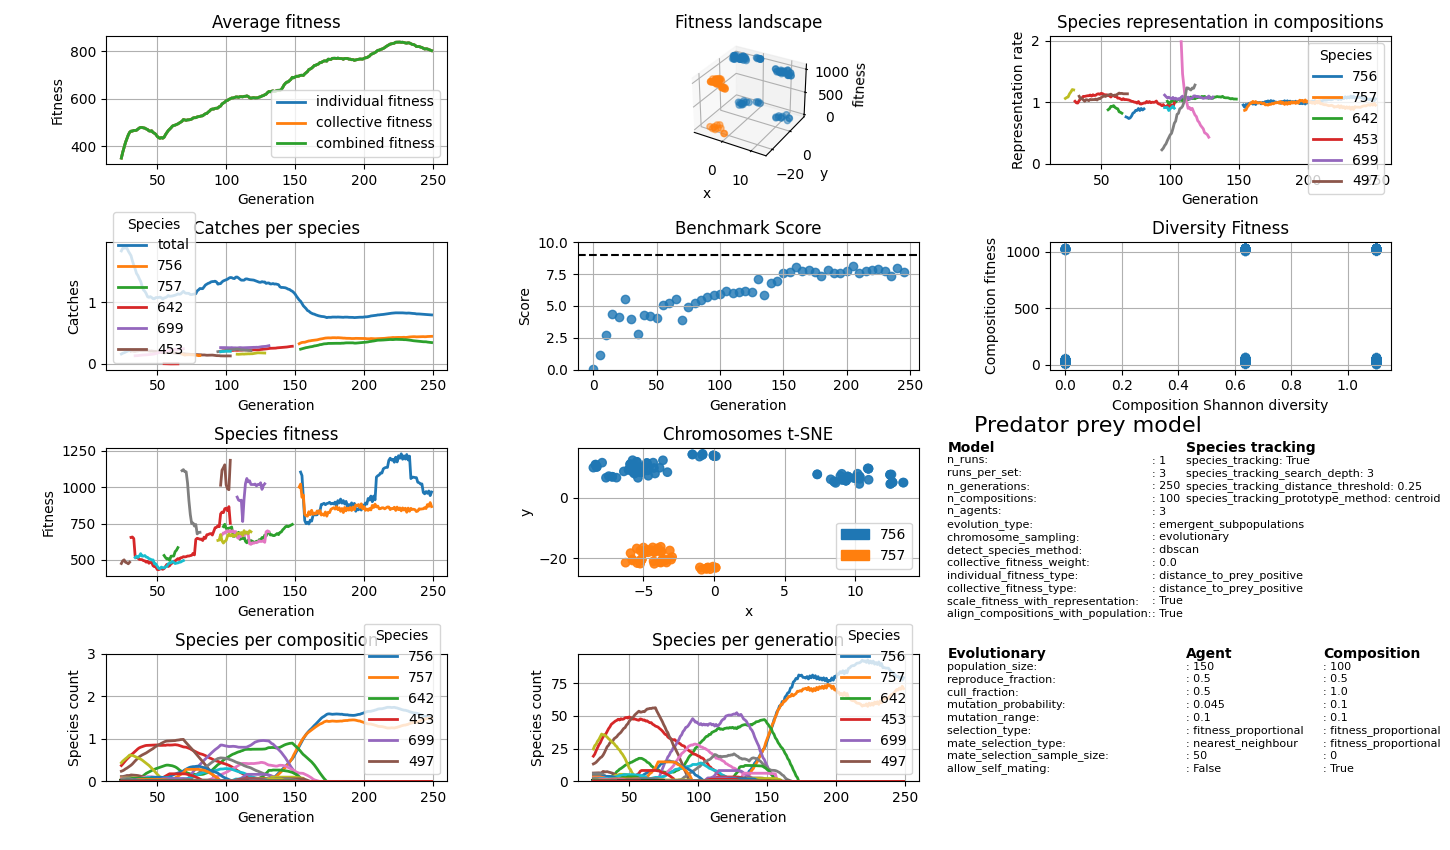 Average fitness
Fitness
800
600
400
individual fitness
collective fitness
combined fitness
50 100 150 200 250
Generation
Fitness landscape
1000
500
0
fitness
0 10
x
0
−20
y
Species representation in compositions
Representation rate
2
1
0
Species
756
757
642
453
699
497
50 100 150 200 250
Generation
Catches per species
Catches
1
0
Species
total
756
757
642
699
453
50 100 150 200 250
Generation
Benchmark Score
Score
10.0
7.5
5.0
2.5
0.0
0 50 100 150 200 250
Generation
Diversity Fitness
Composition fitness
1000
500
0
0.0 0.2 0.4 0.6 0.8 1.0
Composition Shannon diversity
Species fitness
Fitness
1250
1000
750
500
50 100 150 200 250
Generation
Chromosomes t-SNE
y
0
−20
756
757
−5 0 5 10
x
Predator prey model
Model
n_runs: : 1
runs_per_set: : 3
n_generations: : 250
n_compositions: : 100
n_agents: : 3
evolution_type: : emergent_subpopulations
chromosome_sampling: : evolutionary
detect_species_method: : dbscan
collective_fitness_weight: : 0.0
individual_fitness_type: : distance_to_prey_positive
collective_fitness_type: : distance_to_prey_positive
scale_fitness_with_representation: : True
align_compositions_with_population: : True
Species tracking
species_tracking: True
species_tracking_search_depth: 3
species_tracking_distance_threshold: 0.25
species_tracking_prototype_method: centroid
Species per composition
Species count
3
2
1
0
Species
756
757
642
453
699
497
50 100 150 200 250
Generation
Species per generation
Species count
75
50
25
0
Species
756
757
642
453
699
497
50 100 150 200 250
Generation
Evolutionary Agent Composition
population_size: : 150 : 100
reproduce_fraction: : 0.5 : 0.5
cull_fraction: : 0.5 : 1.0
mutation_probability: : 0.045 : 0.1
mutation_range: : 0.1 : 0.1
selection_type: : fitness_proportional : fitness_proportional
mate_selection_type: : nearest_neighbour : fitness_proportional
mate_selection_sample_size: : 50 : 0
allow_self_mating: : False : True